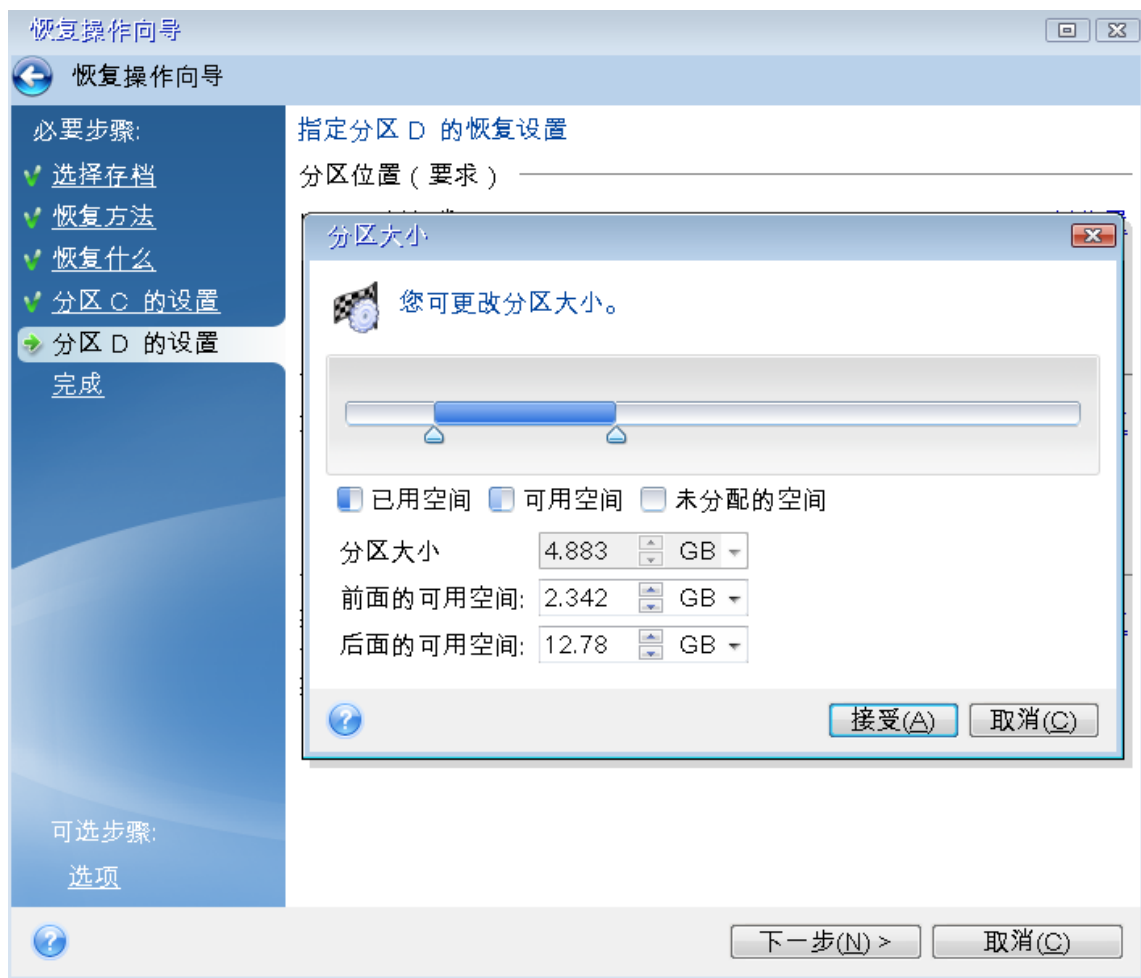 恢复操作向导
恢复操作向导
必要步骤:
选择存档
恢复方法
恢复什么
分区 C 的设置
分区 D 的设置
完成
可选步骤:
选项
指定分区 D 的恢复设置
分区位置 ( 要求 )
分区大小
您可更改分区大小。
已用空间 可用空间 未分配的空间
分区大小 4.883 GB
前面的可用空间: 2.342 GB
后面的可用空间: 12.78 GB
接受(A) 取消(C)
下一步(N) > 取消(C)